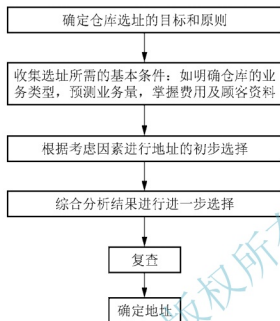 确定仓库选址的目标和原则
收集选址所需的基本条件：如明确仓库的业
务类型，预测业务量，掌握费用及顾客资料
根据考虑因素进行地址的初步选择
综合分析结果进行进一步选择
复查
确定地址
版权所有